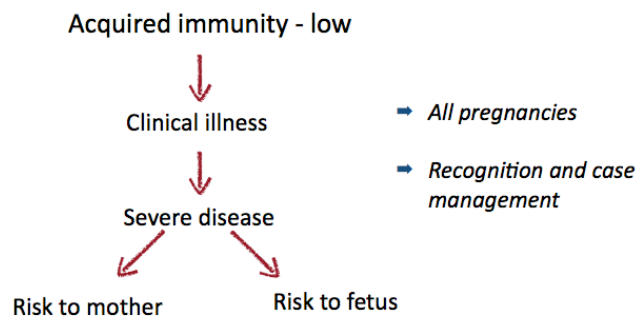 Acquired immunity - low
Clinical illness
All pregnancies
Recognition and case
management
Severe disease
Risk to mother
Risk to fetus